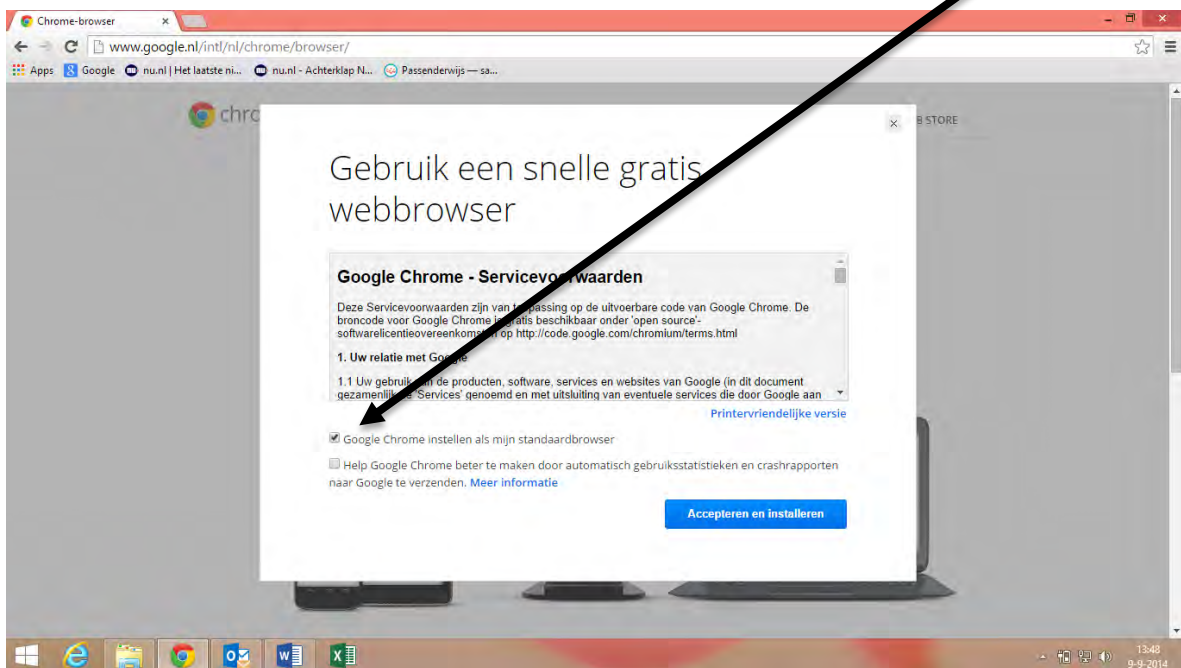 Chrome-browser
www.google.nl/intl/nl/chrome/browser/
Apps Google nu.nl | Het laatste ni... nu.nl - Achterklap N... Passenderwijs — sa...
chro
STORE
Gebruik een snelle gratis
webbrowser
Google Chrome - Servicevoorwaarden
Deze Servicevoorwaarden zijn van toepassing op de uitvoerbare code van Google Chrome. De
broncode voor Google Chrome is gratis beschikbaar onder 'open source'-
softwarelicentieovereenkomsten op http://code.google.com/chromium/terms.html
1. Uw relatie met Google
1.1 Uw gebruik van de producten, software, services en websites van Google (in dit document
gezamenlijk de 'Services' genoemd en met uitsluiting van eventuele services die door Google aan
Printervriendelijke versie
Google Chrome instellen als mijn standaardbrowser
Help Google Chrome beter te maken door automatisch gebruiksstatistieken en crashrapporten
naar Google te verzenden. Meer informatie
Accepteren en installeren
13:48
9-9-2014